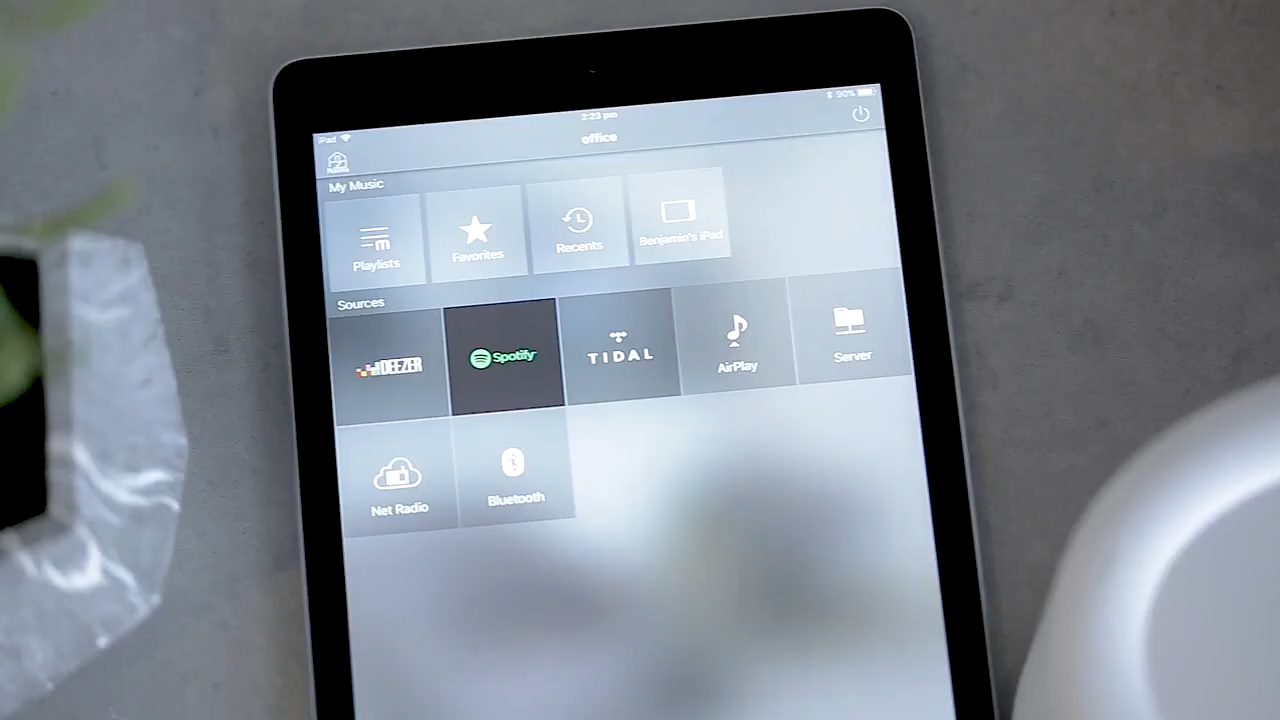 iPad 2:23 pm 90%
office
Rooms
My Music
Playlists Favorites Recents Benjamin's iPad
Sources
DEEZER Spotify TIDAL AirPlay Server
Net Radio Bluetooth